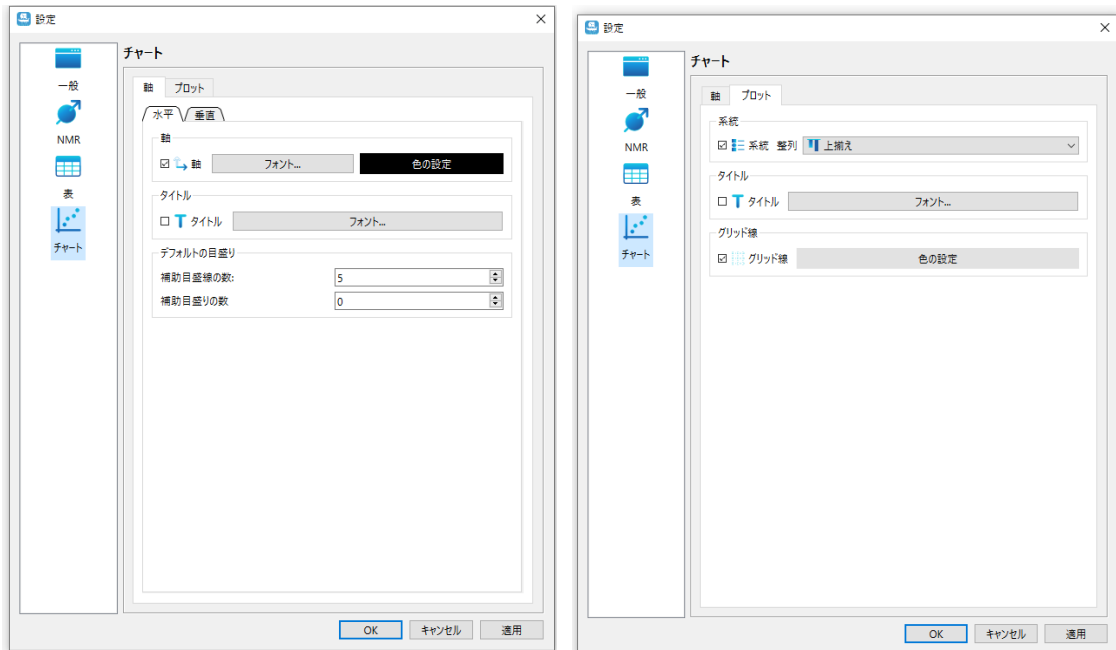 設定
一般
NMR
表
チャート
チャート
軸 プロット
水平 垂直
軸
軸 フォント... 色の設定
タイトル
タイトル フォント...
デフォルトの目盛り
補助目盛線の数: 5
補助目盛りの数 0
OK キャンセル 適用
設定
一般
NMR
表
チャート
チャート
軸 プロット
系統
系統 整列 上揃え
タイトル
タイトル フォント...
グリッド線
グリッド線 色の設定
OK キャンセル 適用